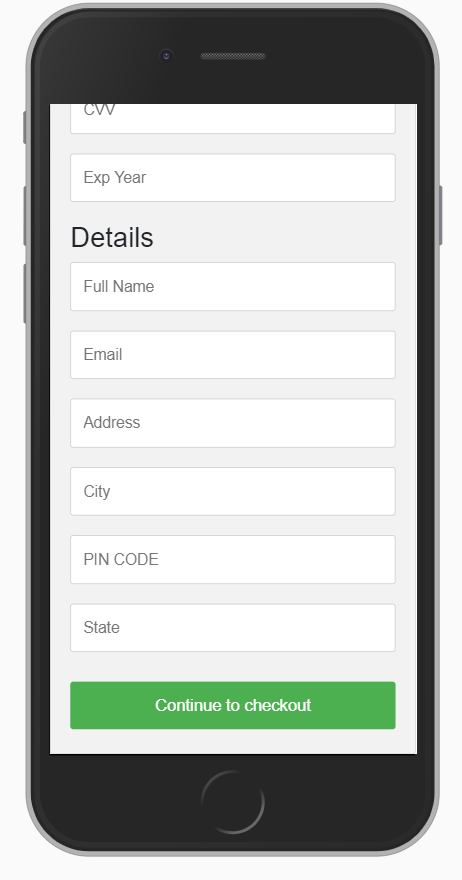 CVV
Exp Year
Details
Full Name
Email
Address
City
PIN CODE
State
Continue to checkout